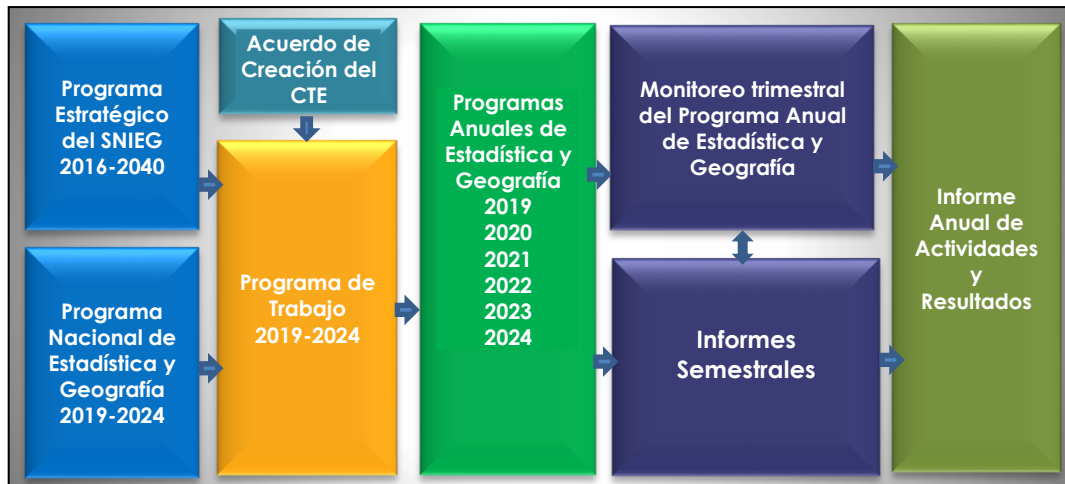 Programa
Estratégico
del SNIEG
2016-2040
Programa
Nacional de
Estadística y
Geografía
2019-2024
Acuerdo de
Creación del
CTE
Programa de
Trabajo
2019-2024
Programas
Anuales de
Estadística y
Geografía
2019
2020
2021
2022
2023
2024
Monitoreo trimestral
del Programa Anual
de Estadística y
Geografía
Informes
Semestrales
Informe
Anual de
Actividades
y
Resultados